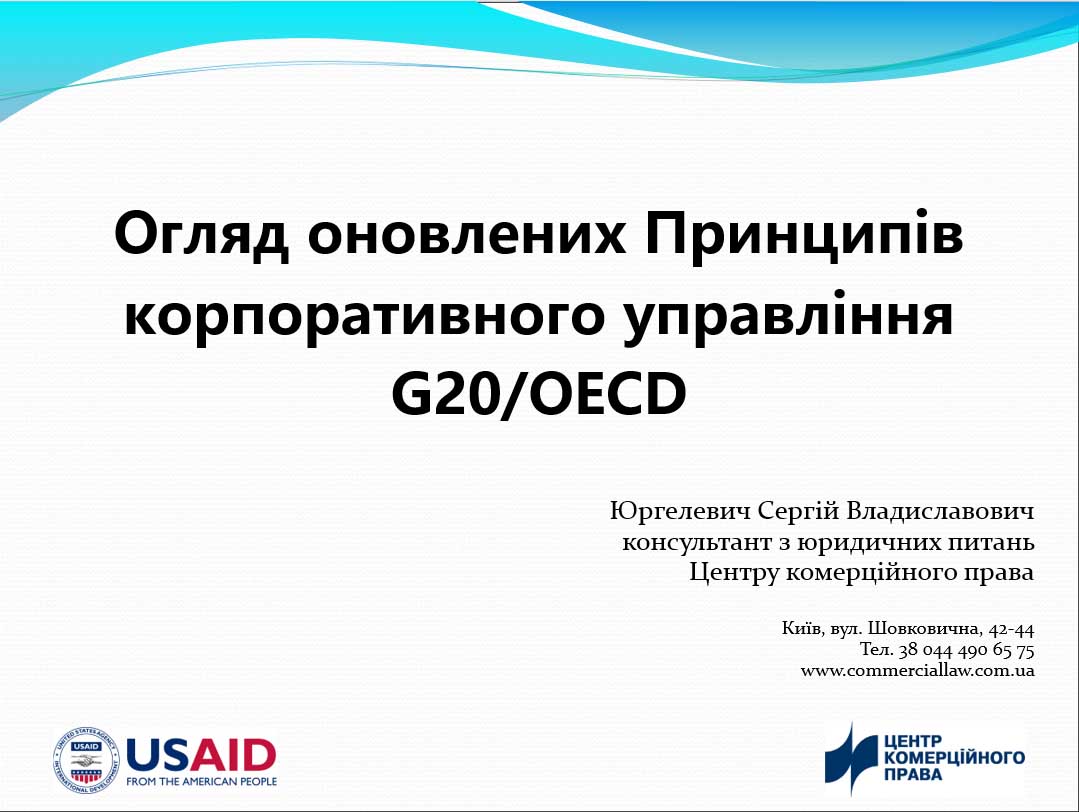 Огляд оновлених Принципів
корпоративного управління
G20/OECD
Юргелевич Сергій Владиславович
консультант з юридичних питань
Центру комерційного права
Київ, вул. Шовковична, 42-44
Тел. 38 044 490 65 75
www.commerciallaw.com.ua
UNITED STATES AGENCY
USAID
INTERNATIONAL DEVELOPMENT
USAID
FROM THE AMERICAN PEOPLE
ЦЕНТР
КОМЕРЦІЙНОГО
ПРАВА